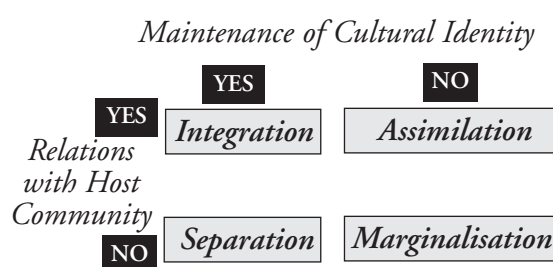 Maintenance of Cultural Identity
YES NO
YES
Integration Assimilation
Relations
with Host
Community
Separation Marginalisation
NO